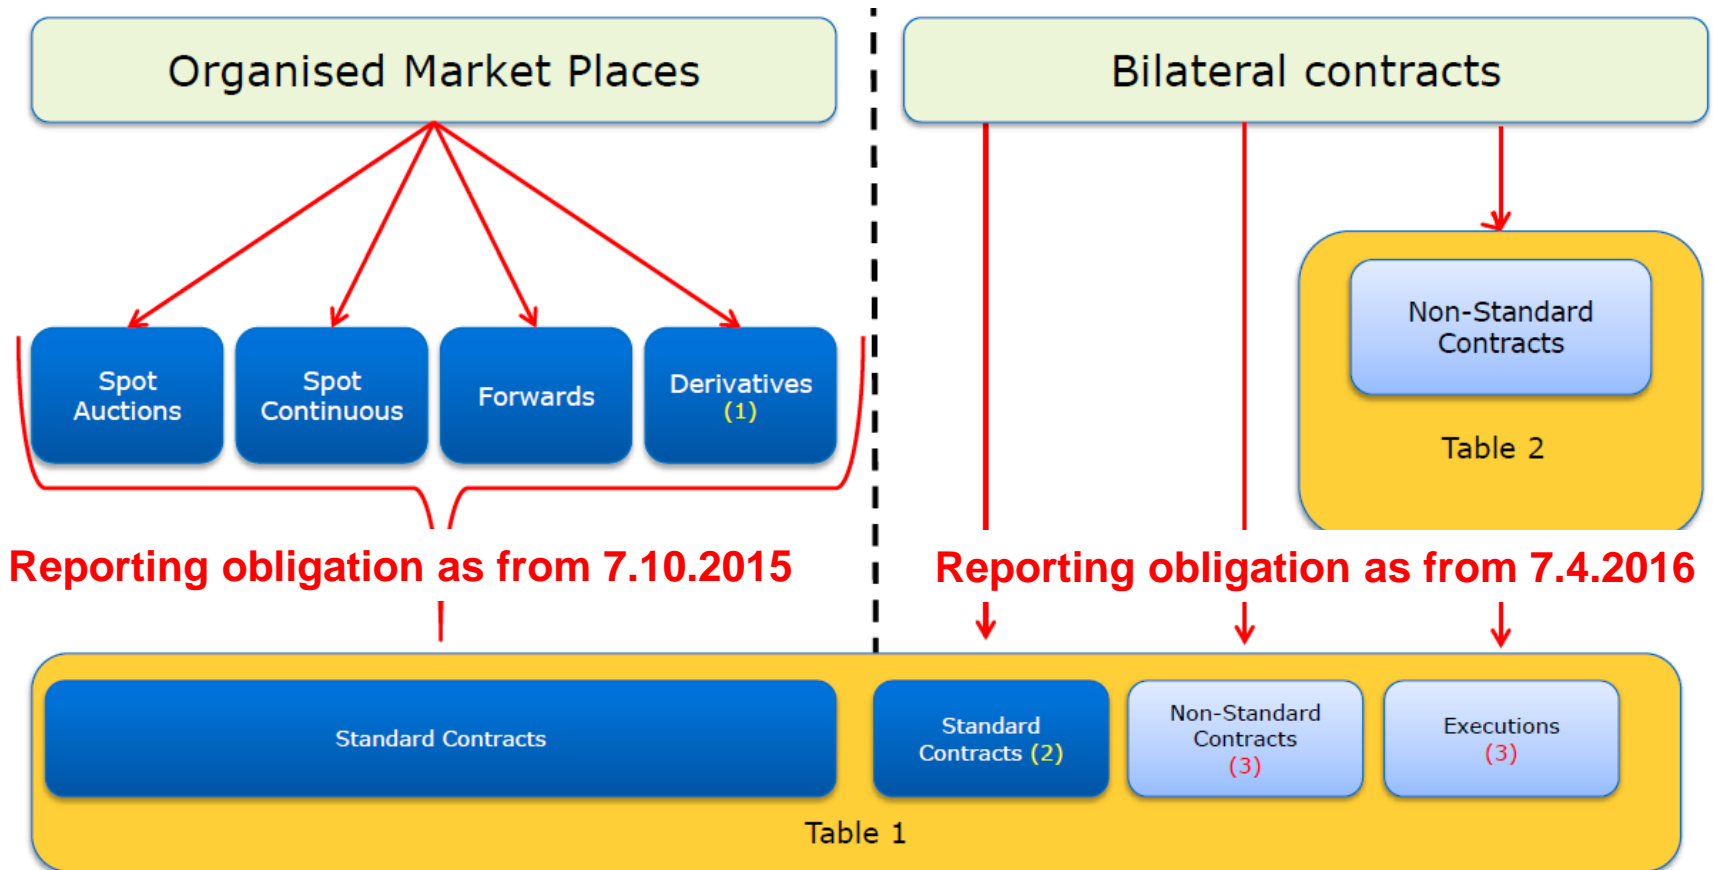 Organised Market Places
Bilateral contracts
Spot
Auctions
Spot
Continuous
Forwards
Derivatives
(1)
Non-Standard
Contracts
Table 2
Reporting obligation as from 7.10.2015
Reporting obligation as from 7.4.2016
Standard Contracts
Standard
Contracts (2)
Non-Standard
Contracts
(3)
Executions
(3)
Table 1